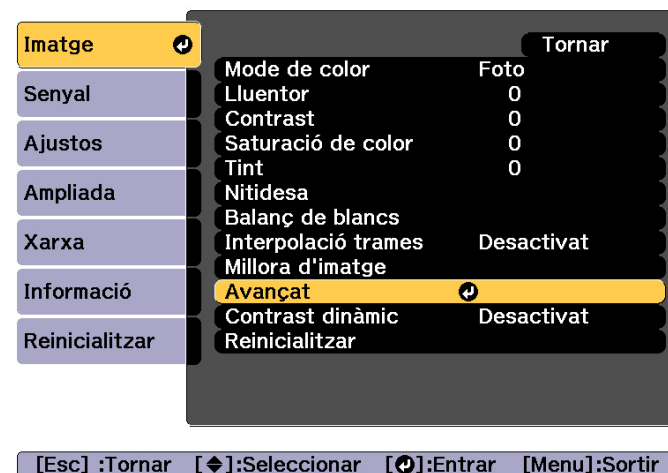 Imatge
Senyal
Ajustos
Ampliada
Xarxa
Informació
Reinicialitzar
Tornar
Mode de color Foto
Lluentor 0
Contrast 0
Saturació de color 0
Tint 0
Nitidesa
Balanç de blancs
Interpolació trames Desactivat
Millora d'imatge
Avançat
Contrast dinàmic Desactivat
Reinicialitzar
[Esc] :Tornar [◆]:Seleccionar [↵]:Entrar [Menu]:Sortir